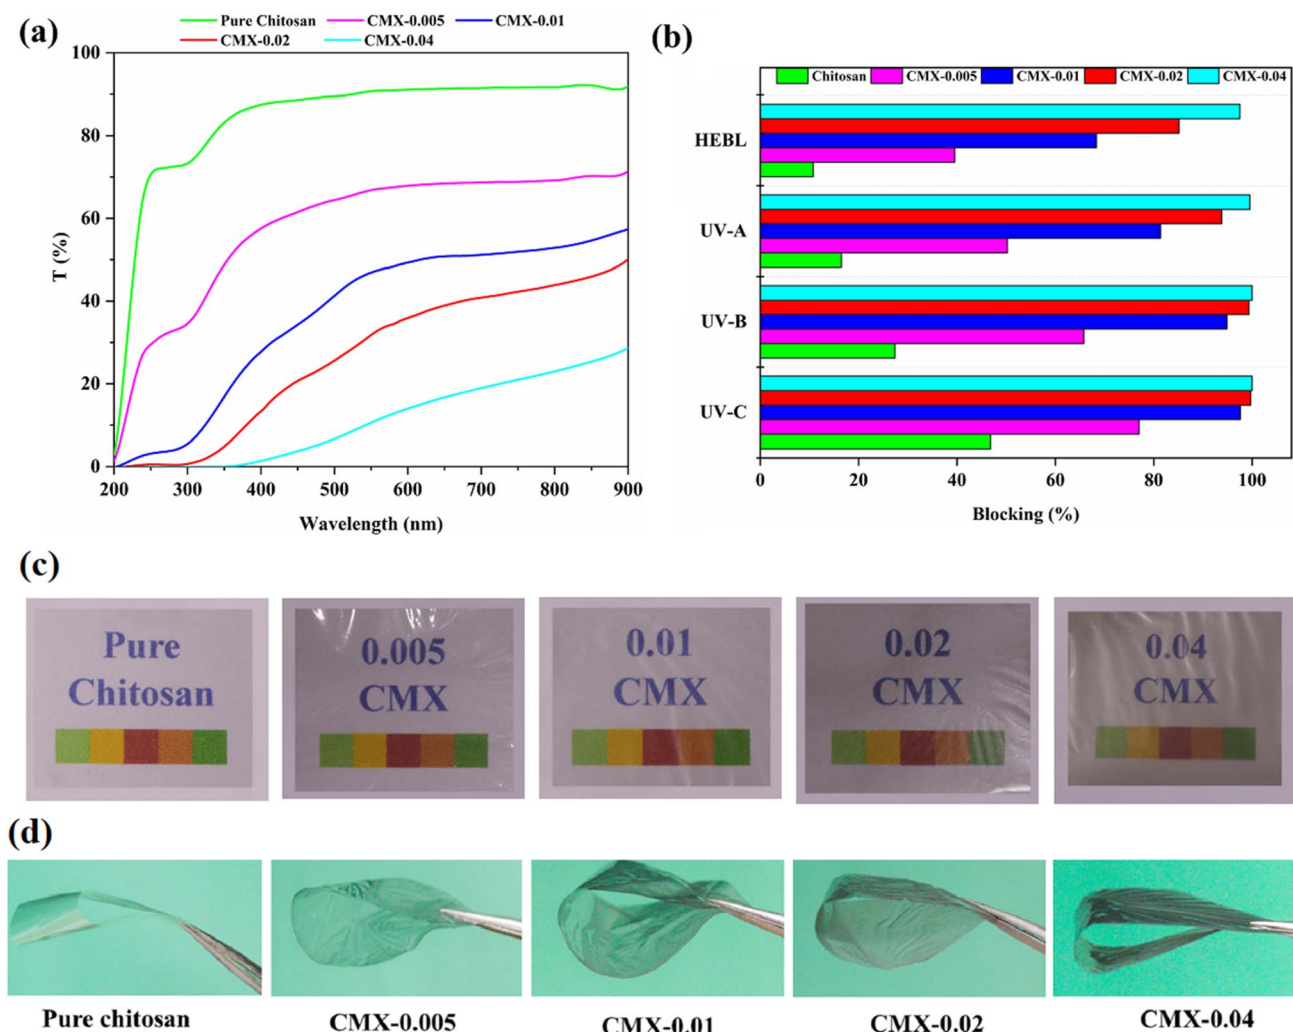 (a)
Pure Chitosan CMX-0.005 CMX-0.01
CMX-0.02 CMX-0.04
100
80
60
40
20
0
T (%)
200 300 400 500 600 700 800 900
Wavelength (nm)
(b)
Chitosan CMX-0.005 CMX-0.01 CMX-0.02 CMX-0.04
HEBL
UV-A
UV-B
UV-C
0 20 40 60 80 100
Blocking (%)
(c)
Pure
Chitosan
0.005
CMX
0.01
CMX
0.02
CMX
0.04
CMX
(d)
Pure chitosan
CMX-0.005
CMX-0.01
CMX-0.02
CMX-0.04